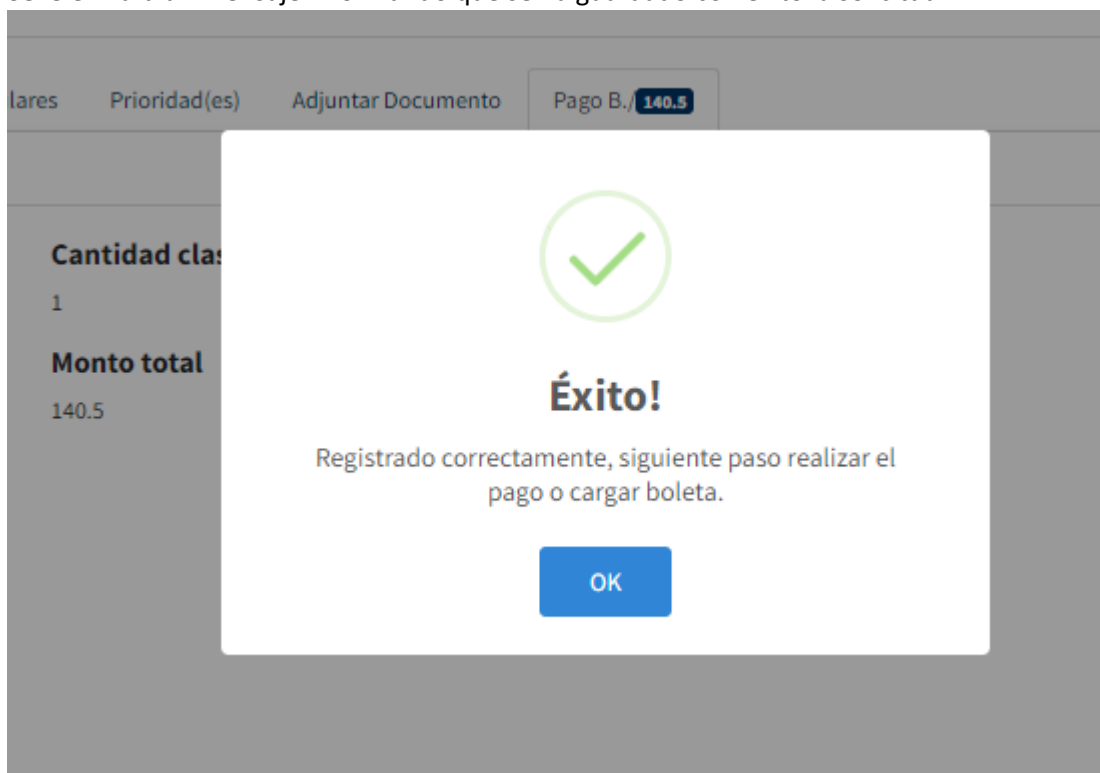 lares Prioridad(es) Adjuntar Documento Pago B./ 140.5
Cantidad clas
1
Monto total
140.5
Éxito!
Registrado correctamente, siguiente paso realizar el
pago o cargar boleta.
OK